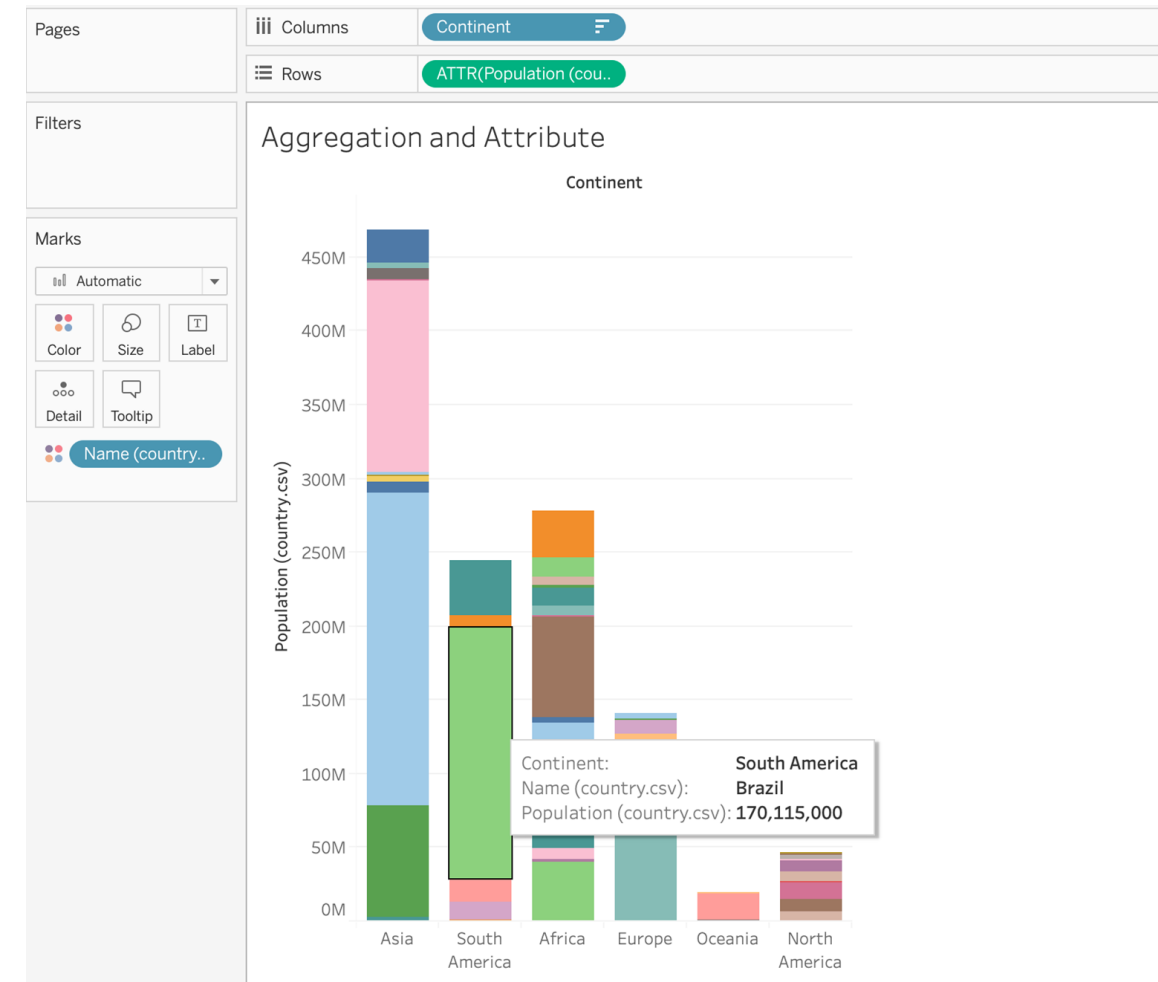 Pages
Columns
Continent
Rows
ATTR(Population (cou..
Filters
Aggregation and Attribute
Continent
Marks
Automatic
Color
Size
T
Label
Detail
Tooltip
Name (country..
Population (country.csv)
450M
400M
350M
300M
250M
200M
150M
100M
50M
0M
Continent: South America
Name (country.csv): Brazil
Population (country.csv): 170,115,000
Asia
South
America
Africa
Europe
Oceania
North
America